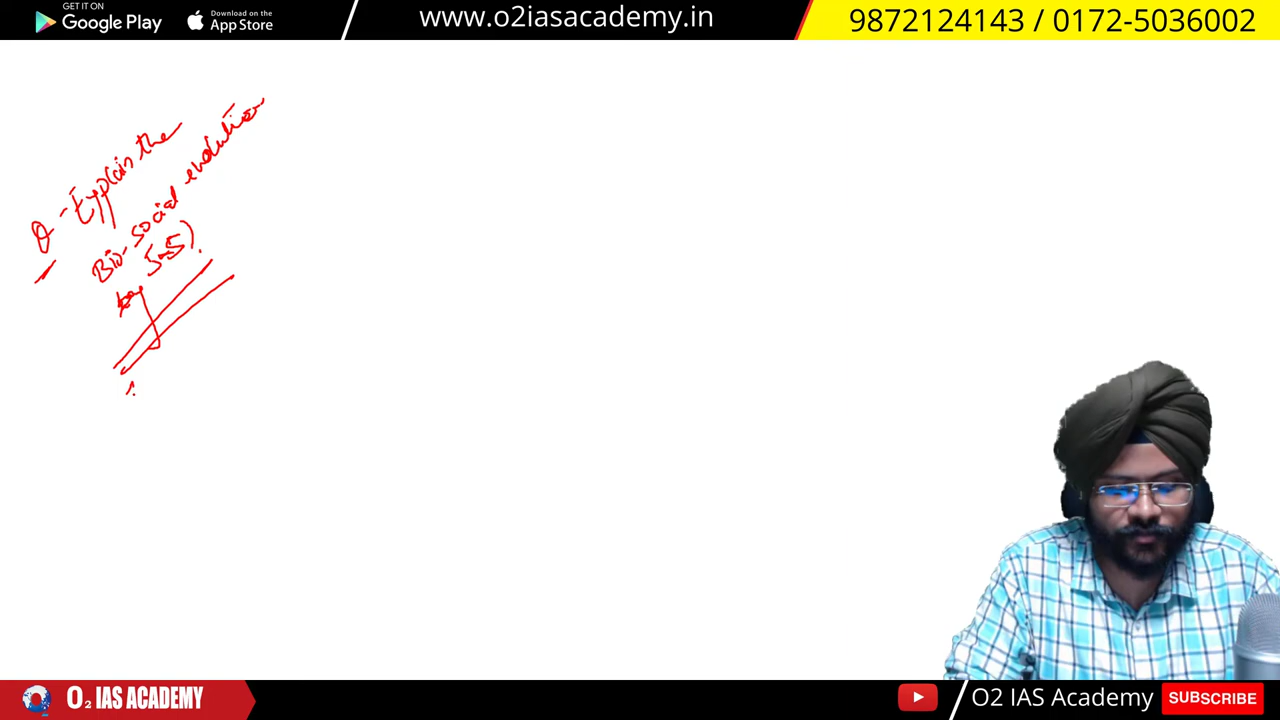 GET IT ON
Google Play
Download on the
App Store
www.o2iasacademy.in
9872124143 / 0172-5036002
Q - Explain the
Bio-social evolution
by
O2 IAS ACADEMY
O2 IAS Academy
SUBSCRIBE